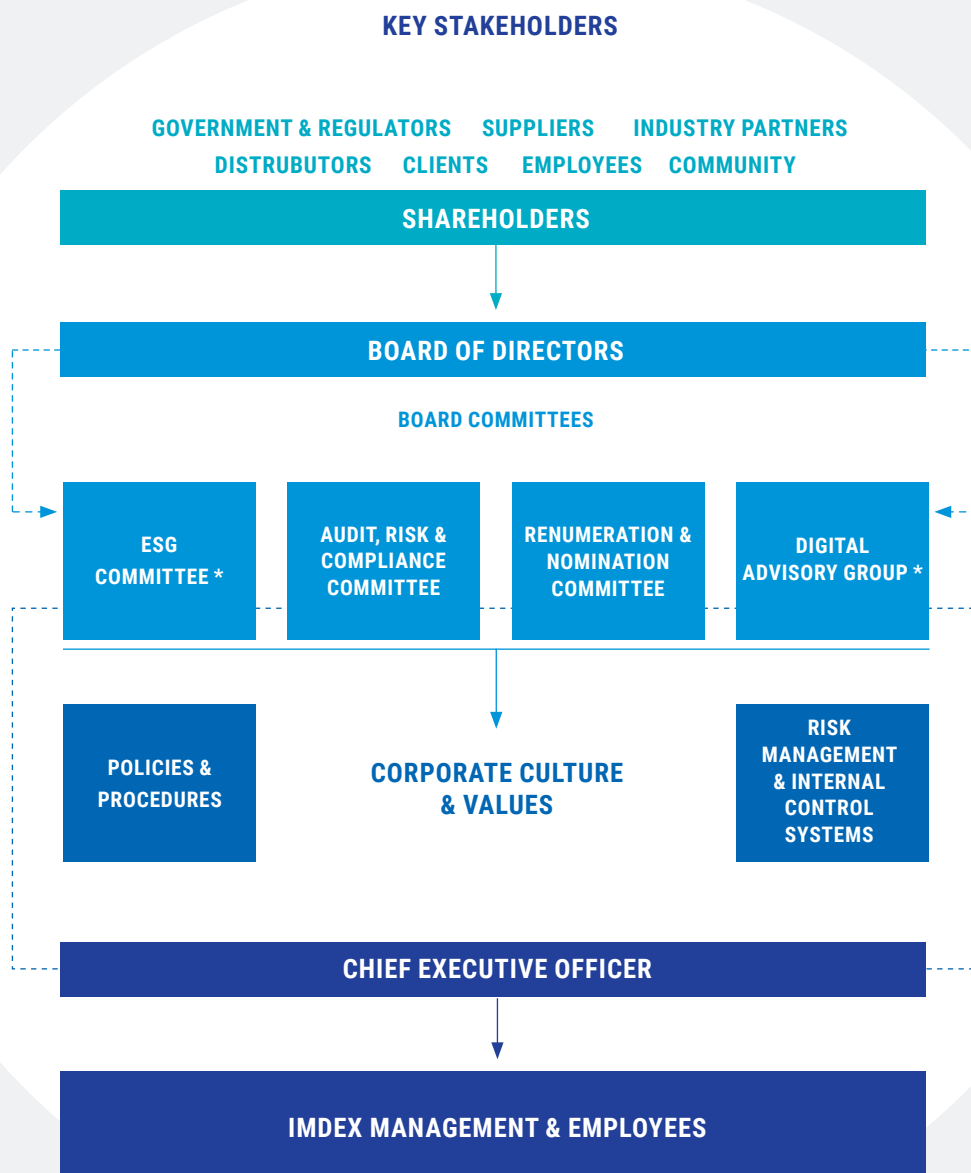 KEY STAKEHOLDERS
GOVERNMENT & REGULATORS SUPPLIERS INDUSTRY PARTNERS
DISTRUBUTORS CLIENTS EMPLOYEES COMMUNITY
SHAREHOLDERS
BOARD OF DIRECTORS
BOARD COMMITTEES
ESG
COMMITTEE *
AUDIT, RISK &
COMPLIANCE
COMMITTEE
RENUMERATION &
NOMINATION
COMMITTEE
DIGITAL
ADVISORY GROUP *
POLICIES &
PROCEDURES
CORPORATE CULTURE
& VALUES
RISK
MANAGEMENT
& INTERNAL
CONTROL
SYSTEMS
CHIEF EXECUTIVE OFFICER
IMDEX MANAGEMENT & EMPLOYEES